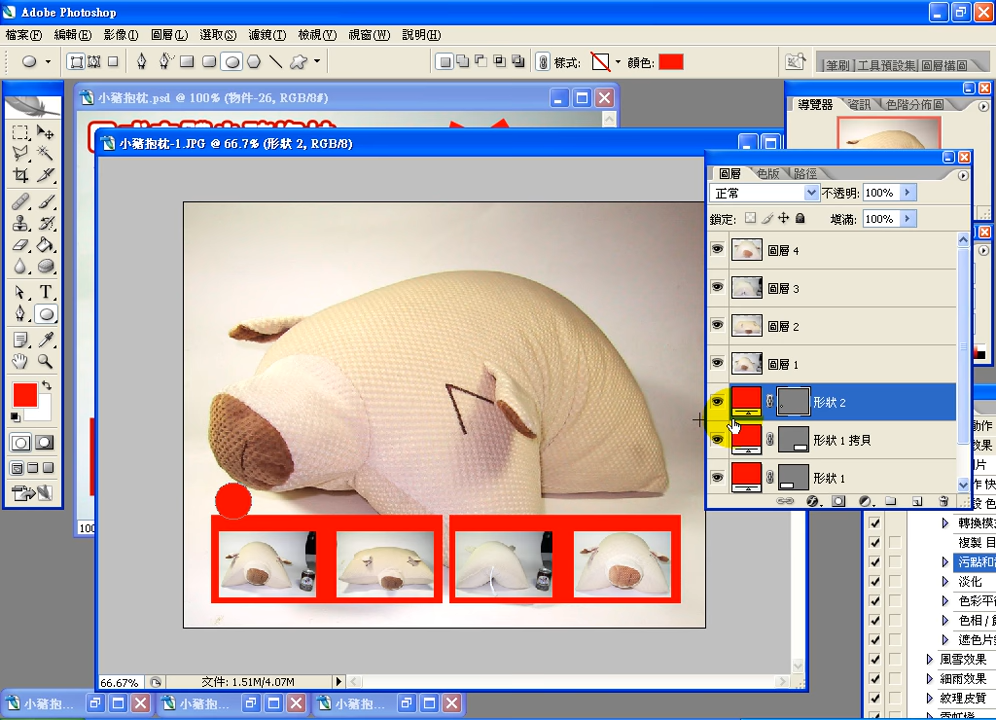 Adobe Photoshop
檔案(F) 編輯(E) 影像(I) 圖層(L) 選取(S) 濾鏡(T) 檢視(V) 視窗(W) 說明(H)
樣式: 顏色: 筆刷 工具預設集 圖層構圖
小豬抱枕.psd @ 100% (物件-26, RGB/8#)
導覽器 資訊 色階分佈圖
小豬抱枕-1.JPG @ 66.7% (形狀 2, RGB/8)
圖層 色版 路徑
正常 不透明: 100%
鎖定: 填滿: 100%
圖層 4
圖層 3
圖層 2
圖層 1
形狀 2
形狀 1 拷貝
形狀 1
動作
效果
轉換模式
複製 目
污點和
淡化
色彩平衡
色相 /
遮色片
風雪效果
細雨效果
紋理皮質
霓虹燈
66.67% 文件: 1.51M/4.07M
小豬抱... 小豬抱... 小豬抱...